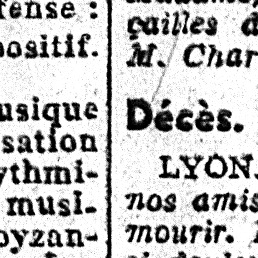 fense :
positif.
usique
sation
ythmi-
musi-
oyzan-
çailles d
M. Char
Décès.
LYON.
nos amis
mourir.